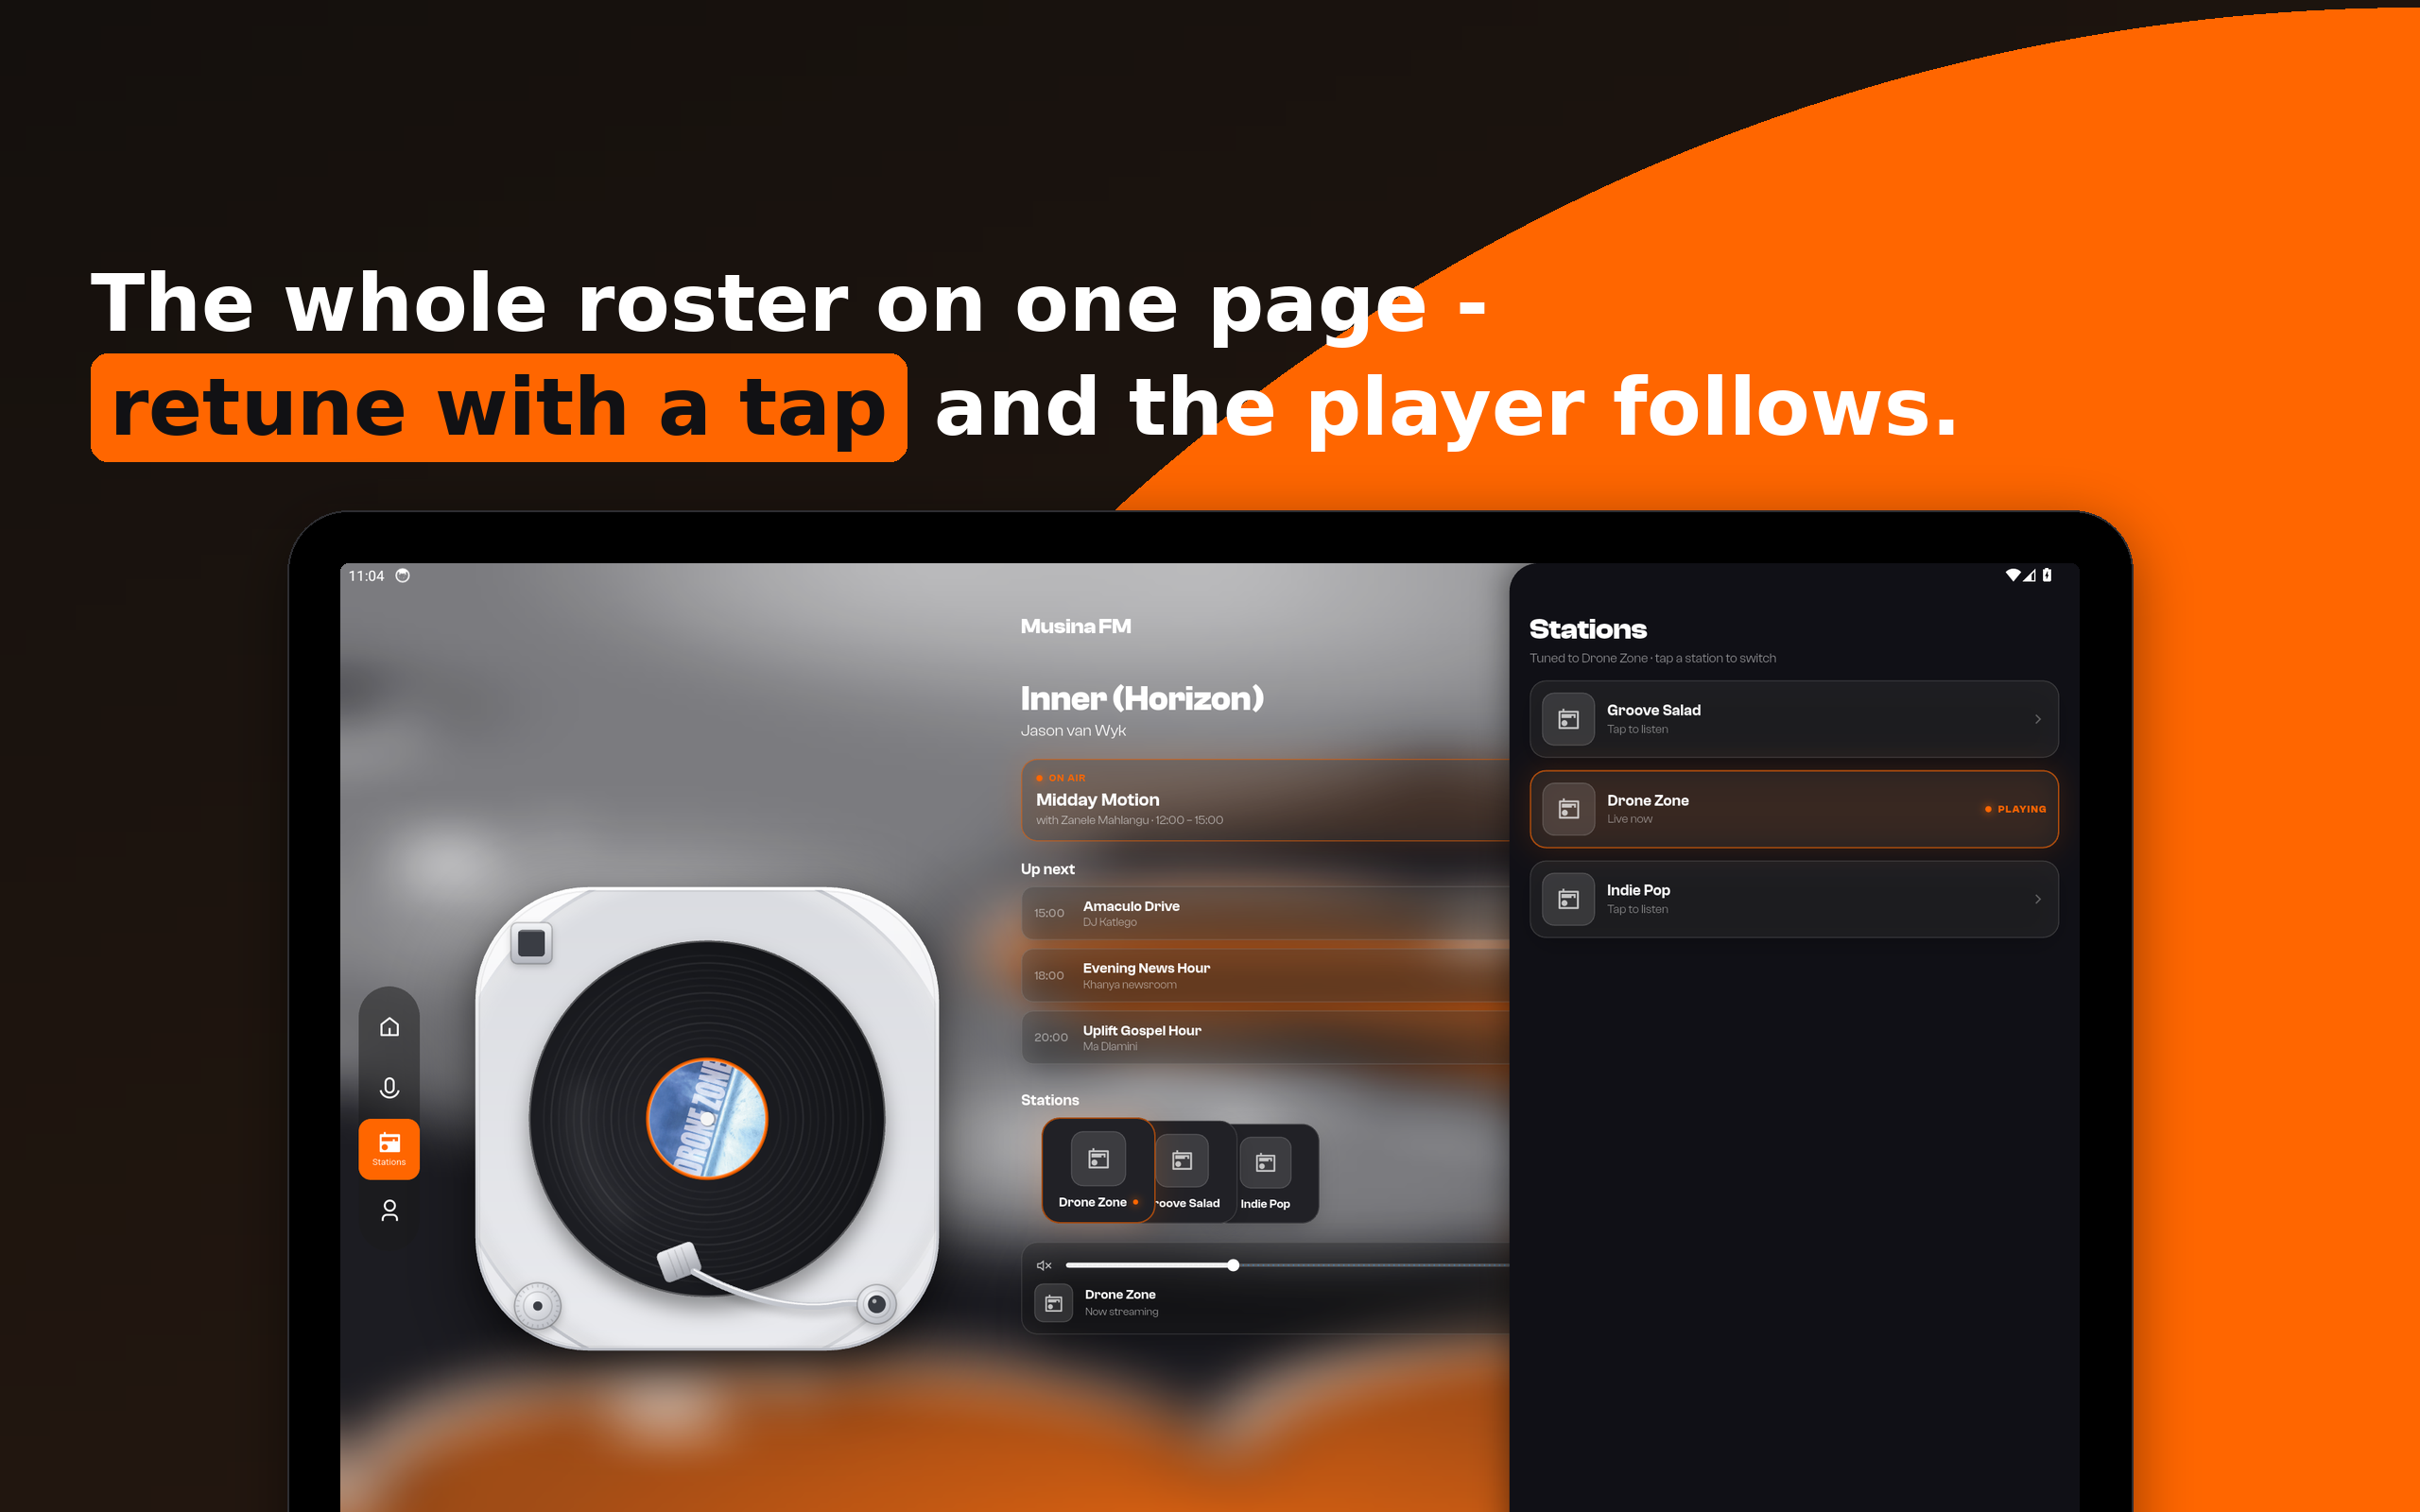 The whole roster on one page -
retune with a tap and the player follows.
11:04
Musina FM
Inner (Horizon)
Jason van Wyk
ON AIR
Midday Motion
with Zanele Mahlangu · 12:00 – 15:00
Up next
15:00
Amaculo Drive
DJ Katlego
18:00
Evening News Hour
Khanya newsroom
20:00
Uplift Gospel Hour
Ma Dlamini
Stations
Drone Zone
roove Salad
Indie Pop
Drone Zone
Now streaming
Stations
DRONE ZONE
Stations
Tuned to Drone Zone · tap a station to switch
Groove Salad
Tap to listen
Drone Zone
Live now
PLAYING
Indie Pop
Tap to listen